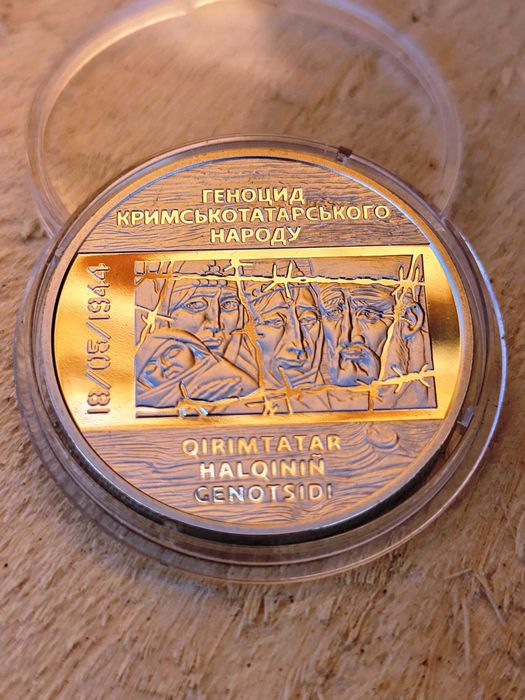 ГЕНОЦИД
КРИМСЬКОТАТАРСЬКОГО
НАРОДУ
18/05/1944
QIRIMTATAR
HALQINIÑ
GENOTSIDI